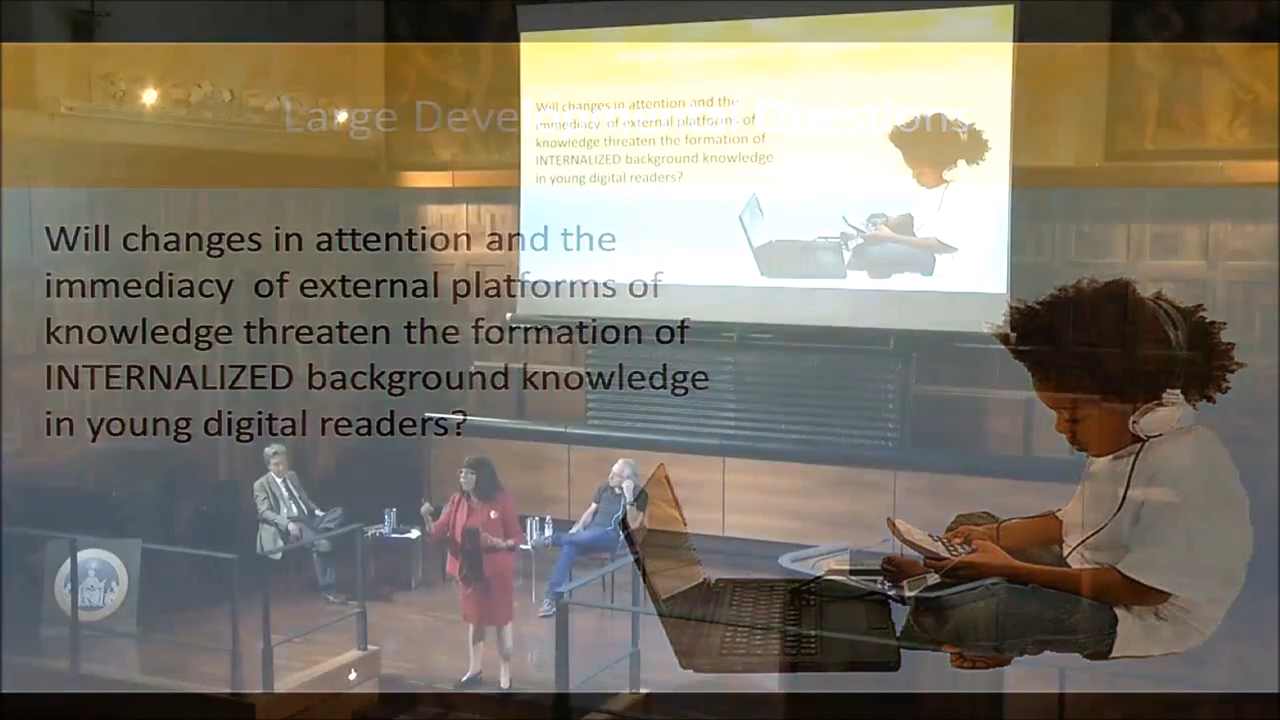 Large Developmental Questions
Will changes in attention and the
immediacy of external platforms of
knowledge threaten the formation of
INTERNALIZED background knowledge
in young digital readers?
Will changes in attention and the
immediacy of external platforms of
knowledge threaten the formation of
INTERNALIZED background knowledge
in young digital readers?